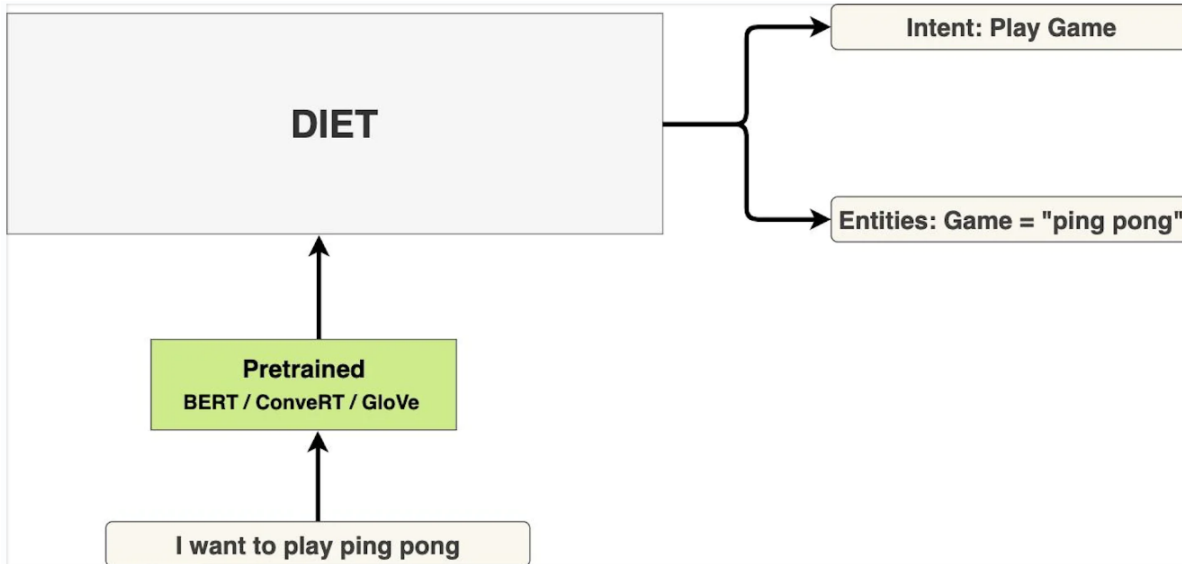 Intent: Play Game
DIET
Entities: Game = "ping pong"
Pretrained
BERT / ConveRT / GloVe
I want to play ping pong